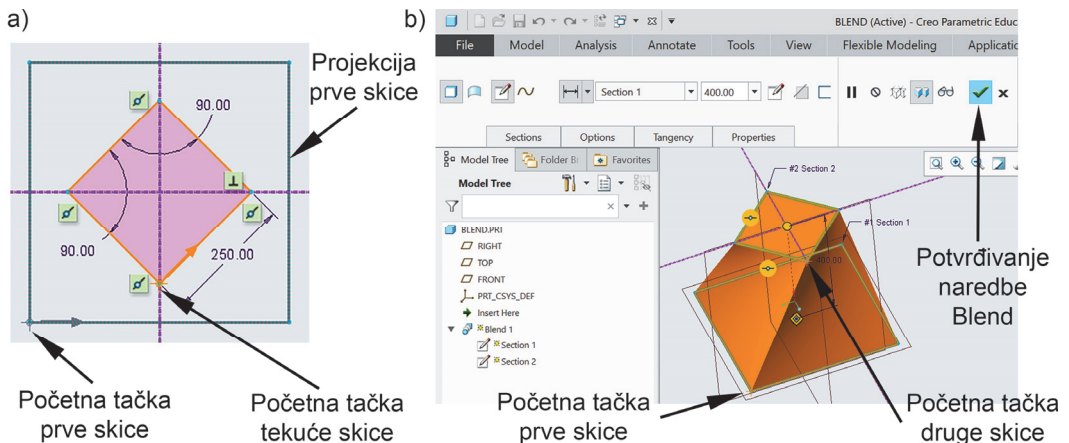 a)
Projekcija
prve skice
90.00
90.00
250.00
Početna tačka
prve skice
Početna tačka
tekuće skice
b)
BLEND (Active) - Creo Parametric Educ
File Model Analysis Annotate Tools View Flexible Modeling Application
Section 1 400.00
Sections Options Tangency Properties
Model Tree Folder Br Favorites
Model Tree
BLEND.PRT
RIGHT
TOP
FRONT
PRT_CSYS_DEF
Insert Here
Blend 1
Section 1
Section 2
#2 Section 2
#1 Section 1
400.00
Potvrđivanje
naredbe
Blend
Početna tačka
prve skice
Početna tačka
druge skice